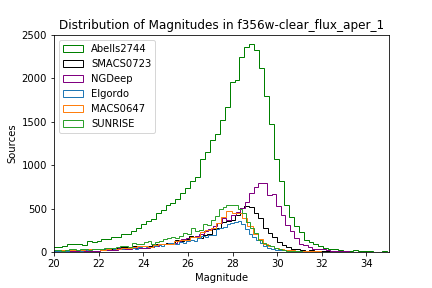 Distribution of Magnitudes in f356w-clear_flux_aper_1
2500
2000
1500
1000
500
0
Sources
Abells2744
SMACS0723
NGDeep
Elgordo
MACS0647
SUNRISE
20 22 24 26 28 30 32 34
Magnitude